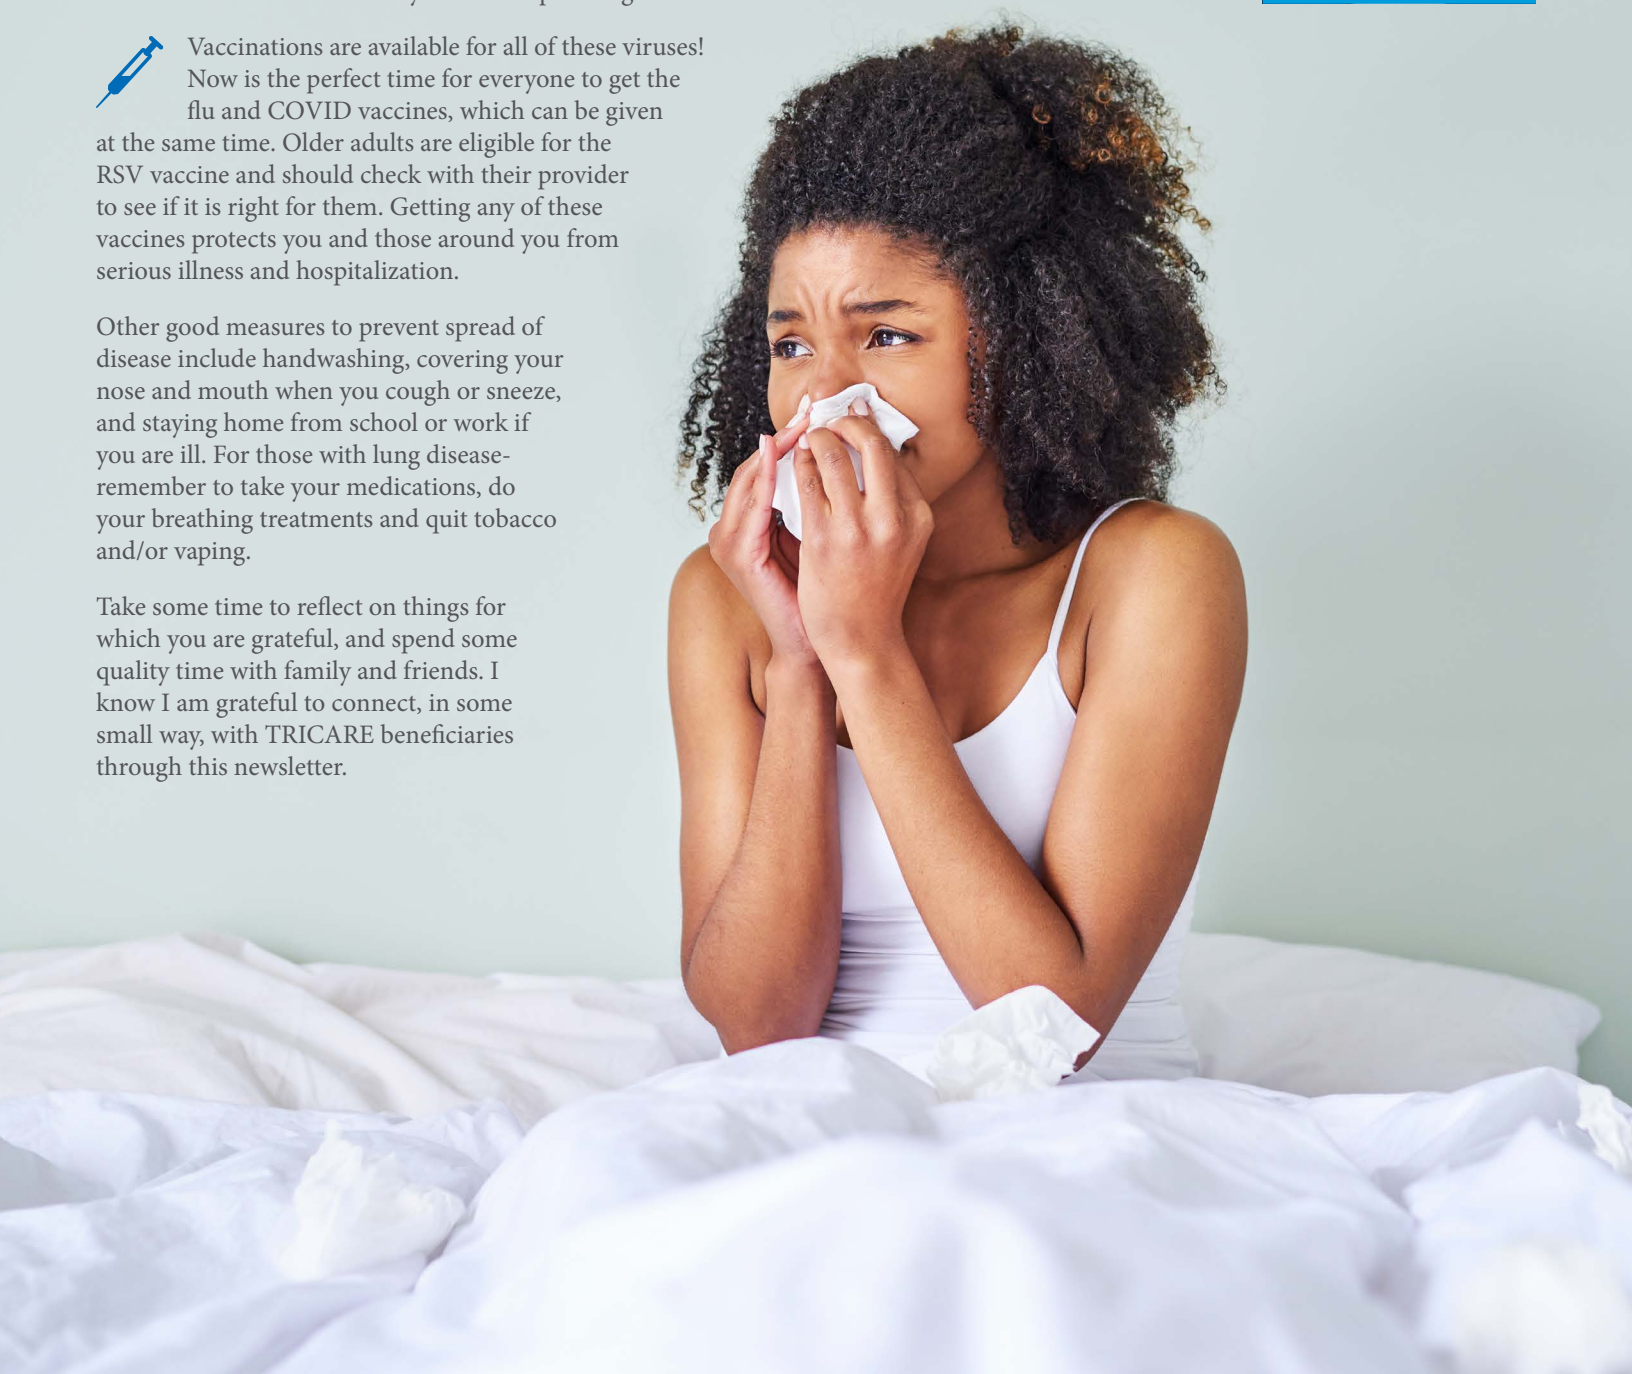 Vaccinations are available for all of these viruses!
Now is the perfect time for everyone to get the
flu and COVID vaccines, which can be given
at the same time. Older adults are eligible for the
RSV vaccine and should check with their provider
to see if it is right for them. Getting any of these
vaccines protects you and those around you from
serious illness and hospitalization.
Other good measures to prevent spread of
disease include handwashing, covering your
nose and mouth when you cough or sneeze,
and staying home from school or work if
you are ill. For those with lung disease-
remember to take your medications, do
your breathing treatments and quit tobacco
and/or vaping.
Take some time to reflect on things for
which you are grateful, and spend some
quality time with family and friends. I
know I am grateful to connect, in some
small way, with TRICARE beneficiaries
through this newsletter.